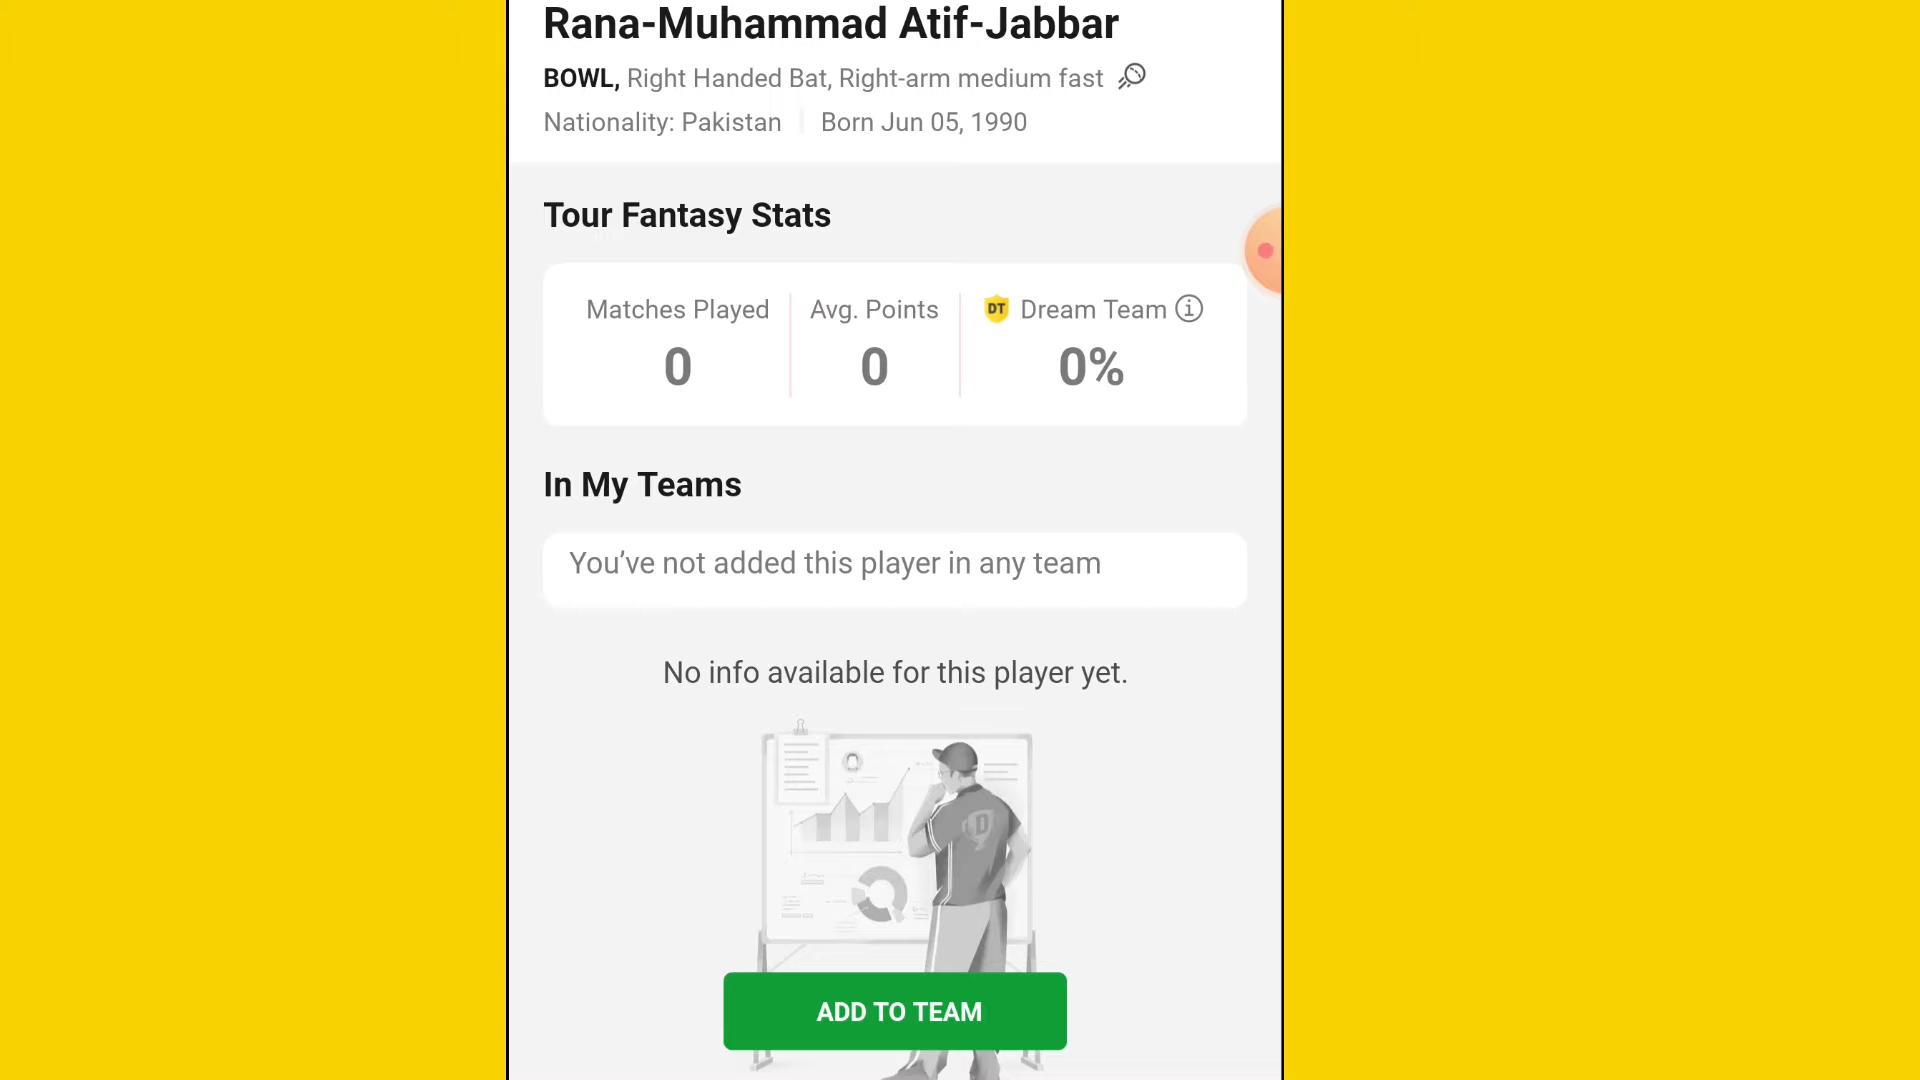 Rana-Muhammad Atif-Jabbar
BOWL, Right Handed Bat, Right-arm medium fast
Nationality: Pakistan Born Jun 05, 1990
Tour Fantasy Stats
Matches Played Avg. Points DT Dream Team
0 0 0%
In My Teams
You’ve not added this player in any team
No info available for this player yet.
D
ADD TO TEAM